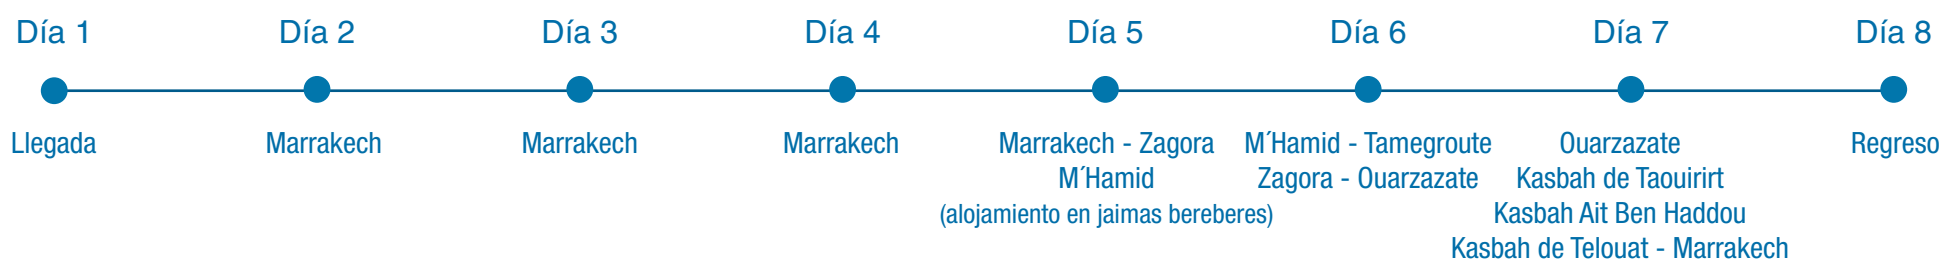 Día 1
Día 2
Día 3
Día 4
Día 5
Día 6
Día 7
Día 8
Llegada
Marrakech
Marrakech
Marrakech
Marrakech - Zagora
M´Hamid
(alojamiento en jaimas bereberes)
M´Hamid - Tamegroute
Zagora - Ouarzazate
Ouarzazate
Kasbah de Taouirirt
Kasbah Ait Ben Haddou
Kasbah de Telouat - Marrakech
Regreso